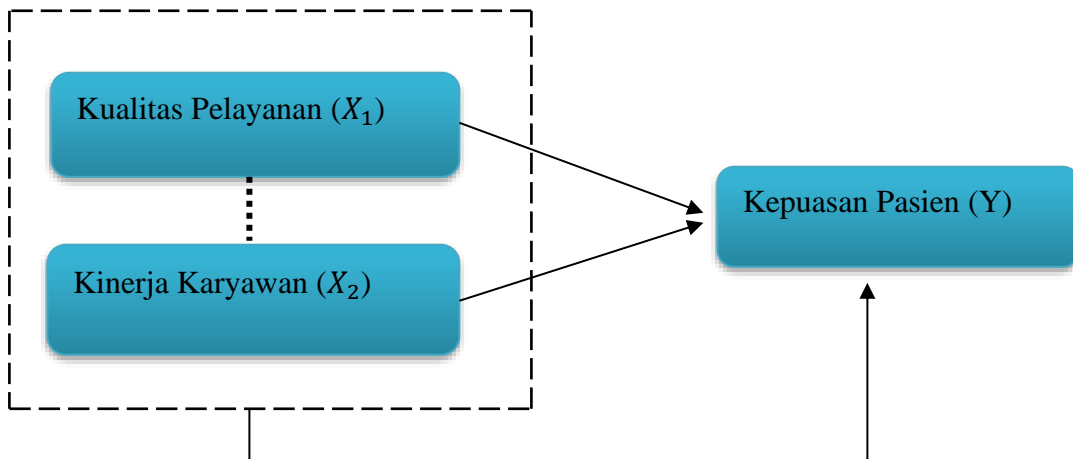 Kualitas Pelayanan (𝑋₁)
Kepuasan Pasien (Y)
Kinerja Karyawan (𝑋₂)